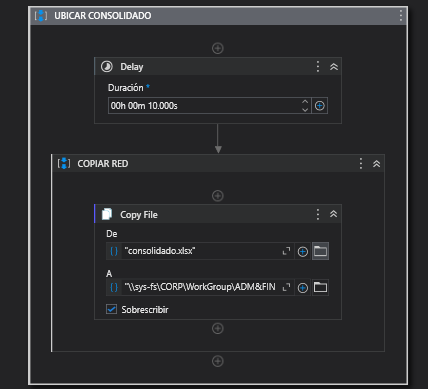 UBICAR CONSOLIDADO
Delay
Duración *
00h 00m 10.000s
COPIAR RED
Copy File
De
"consolidado.xlsx"
A
"\\sys-fs\CORP\WorkGroup\ADM&FIN
Sobrescribir